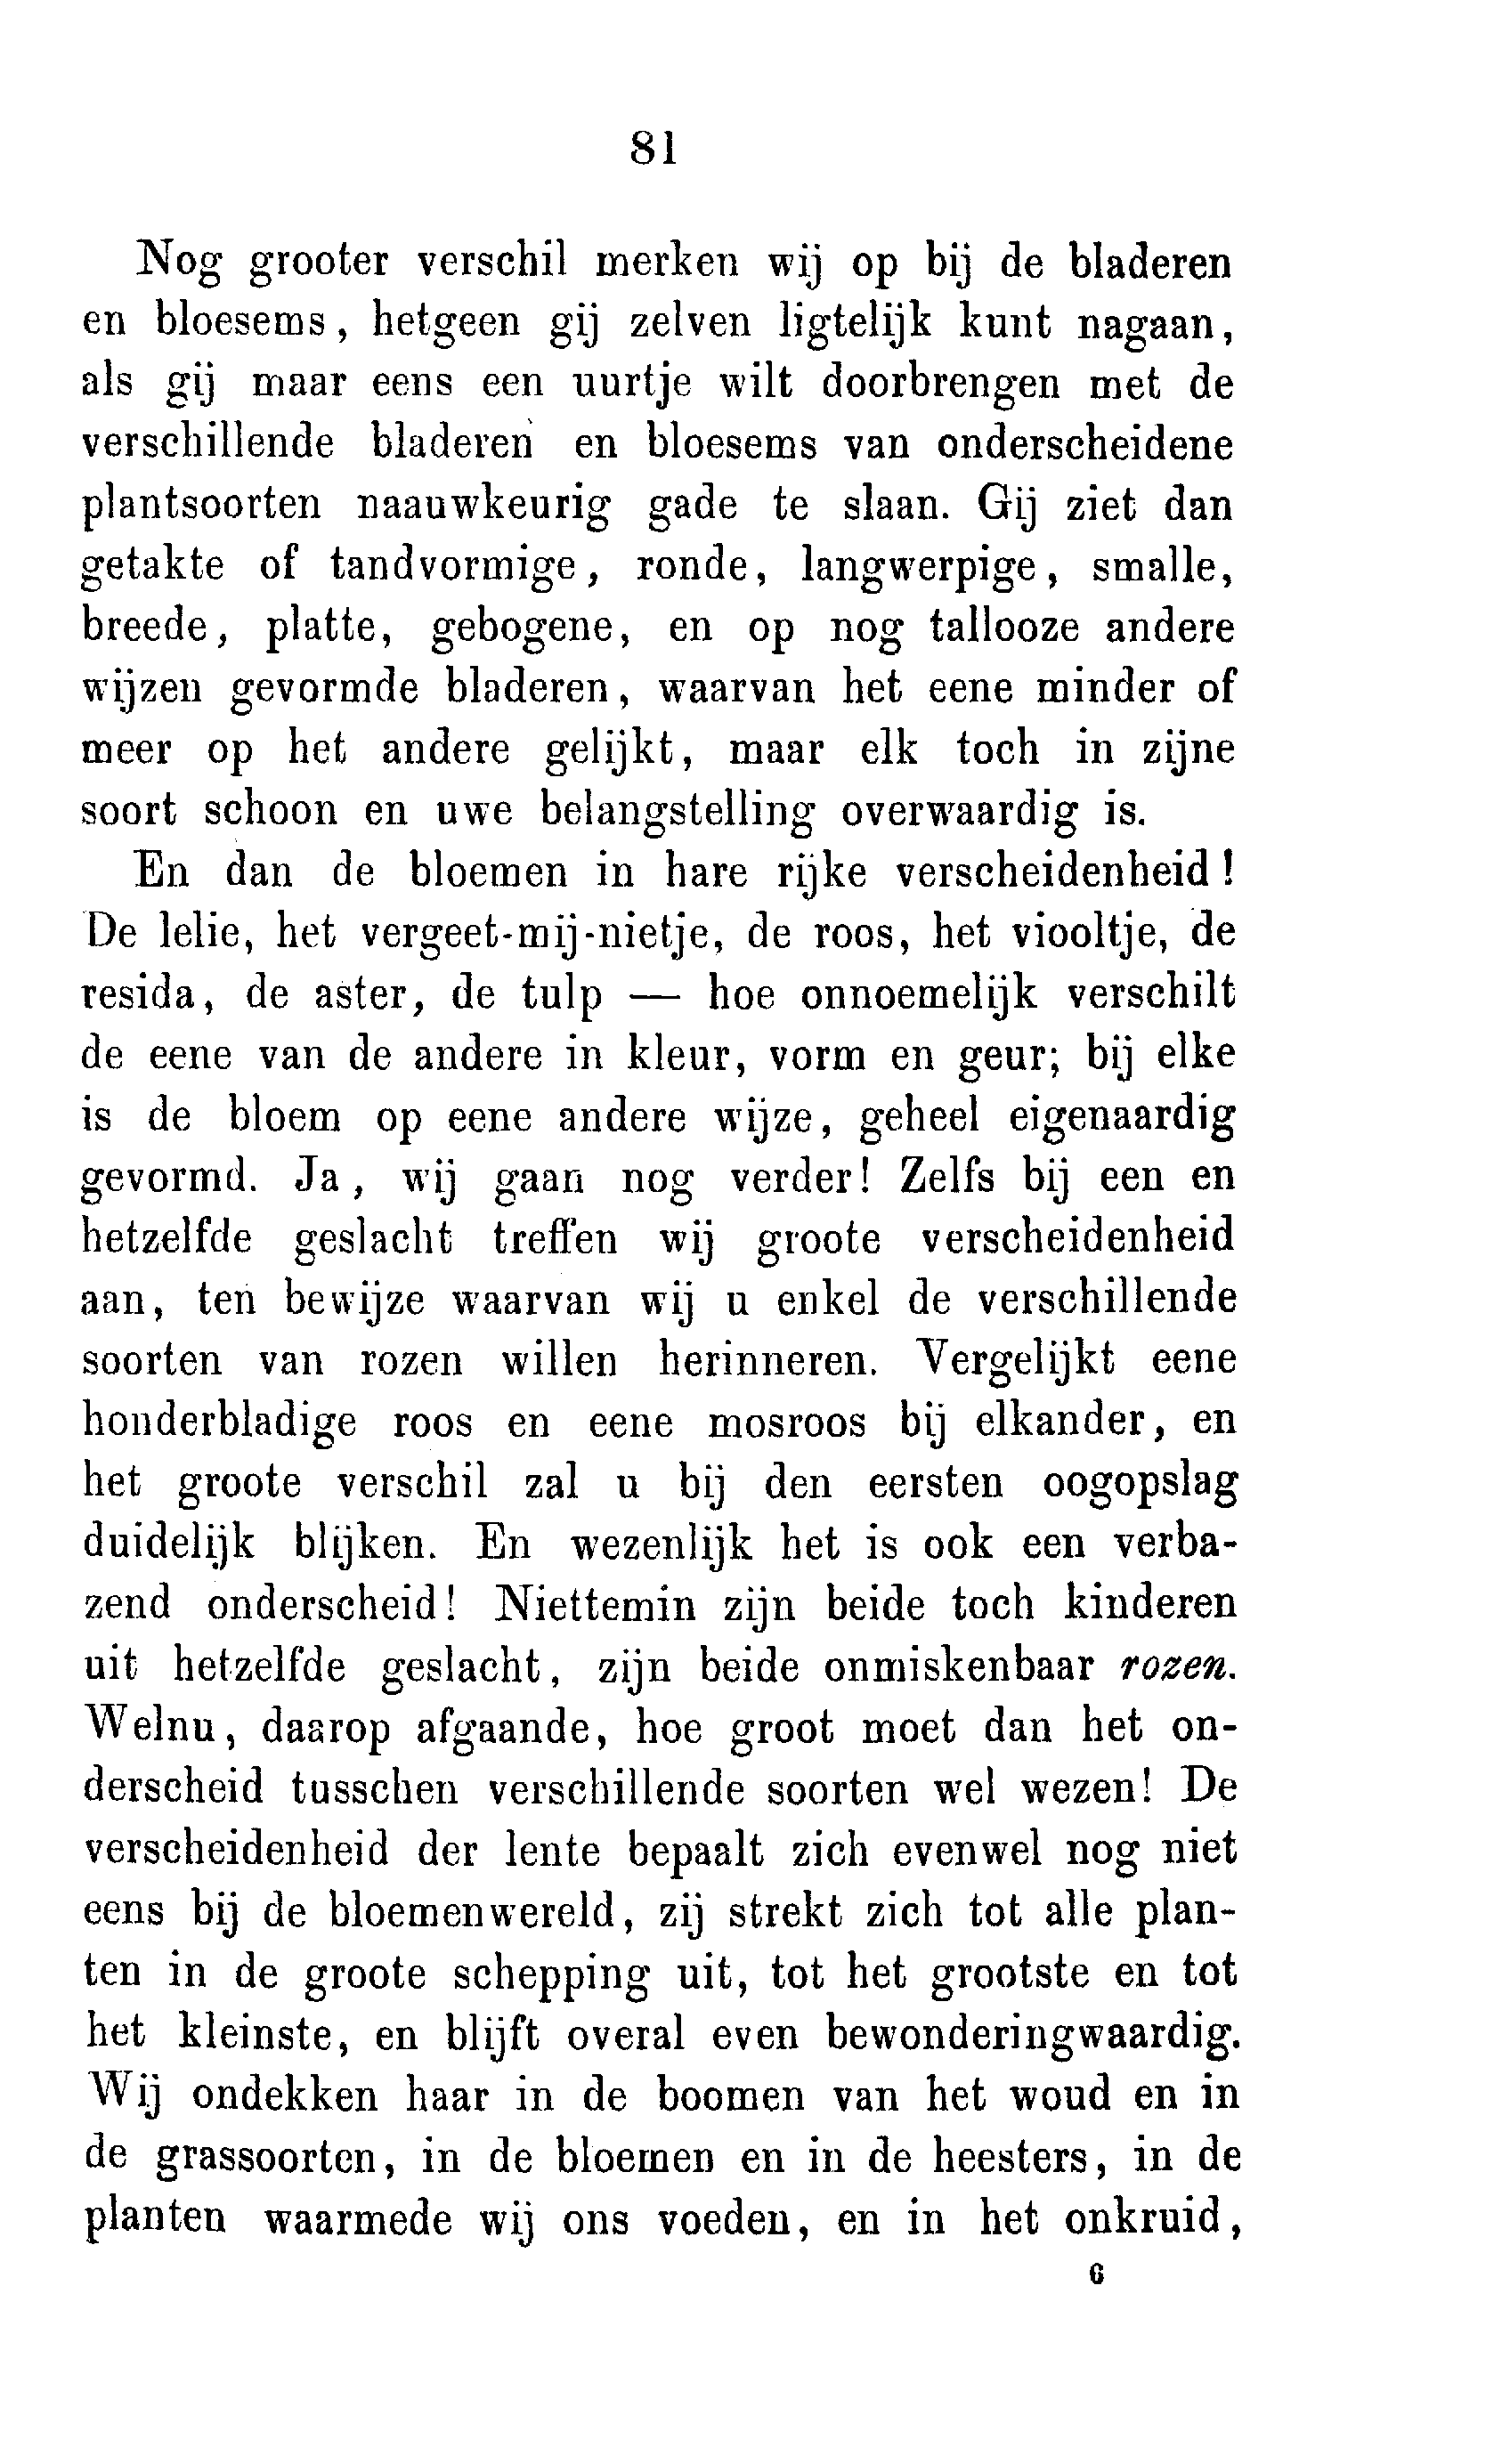 81
Nog grooter verschil merken wij op bij de bladeren
en bloesems, hetgeen gij zelven ligtelijk kunt nagaan,
als gij maar eens een uurtje wilt doorbrengen met de
verschillende bladeren en bloesems van onderscheidene
plantsoorten naauwkeurig gade te slaan. Gij ziet dan
getakte of tandvormige, ronde, langwerpige, smalle,
breede, platte, gebogene, en op nog tallooze andere
wijzen gevormde bladeren, waarvan het eene minder of
meer op het andere gelijkt, maar elk toch in zijne
soort schoon en uwe belangstelling overwaardig is.
En dan de bloemen in hare rijke verscheidenheid!
De lelie, het vergeet-mij-nietje, de roos, het viooltje, de
resida, de aster, de tulp — hoe onnoemelijk verschilt
de eene van de andere in kleur, vorm en geur; bij elke
is de bloem op eene andere wijze, geheel eigenaardig
gevormd. Ja, wij gaan nog verder! Zelfs bij een en
hetzelfde geslacht treffen wij groote verscheidenheid
aan, ten bewijze waarvan wij u enkel de verschillende
soorten van rozen willen herinneren. Vergelijkt eene
honderbladige roos en eene mosroos bij elkander, en
het groote verschil zal u bij den eersten oogopslag
duidelijk blijken. En wezenlijk het is ook een verba-
zend onderscheid! Niettemin zijn beide toch kinderen
uit hetzelfde geslacht, zijn beide onmiskenbaar rozen.
Welnu, daarop afgaande, hoe groot moet dan het on-
derscheid tusschen verschillende soorten wel wezen! De
verscheidenheid der lente bepaalt zich evenwel nog niet
eens bij de bloemenwereld, zij strekt zich tot alle plan-
ten in de groote schepping uit, tot het grootste en tot
het kleinste, en blijft overal even bewonderingwaardig.
Wij ondekken haar in de boomen van het woud en in
de grassoorten, in de bloemen en in de heesters, in de
planten waarmede wij ons voeden, en in het onkruid,
6